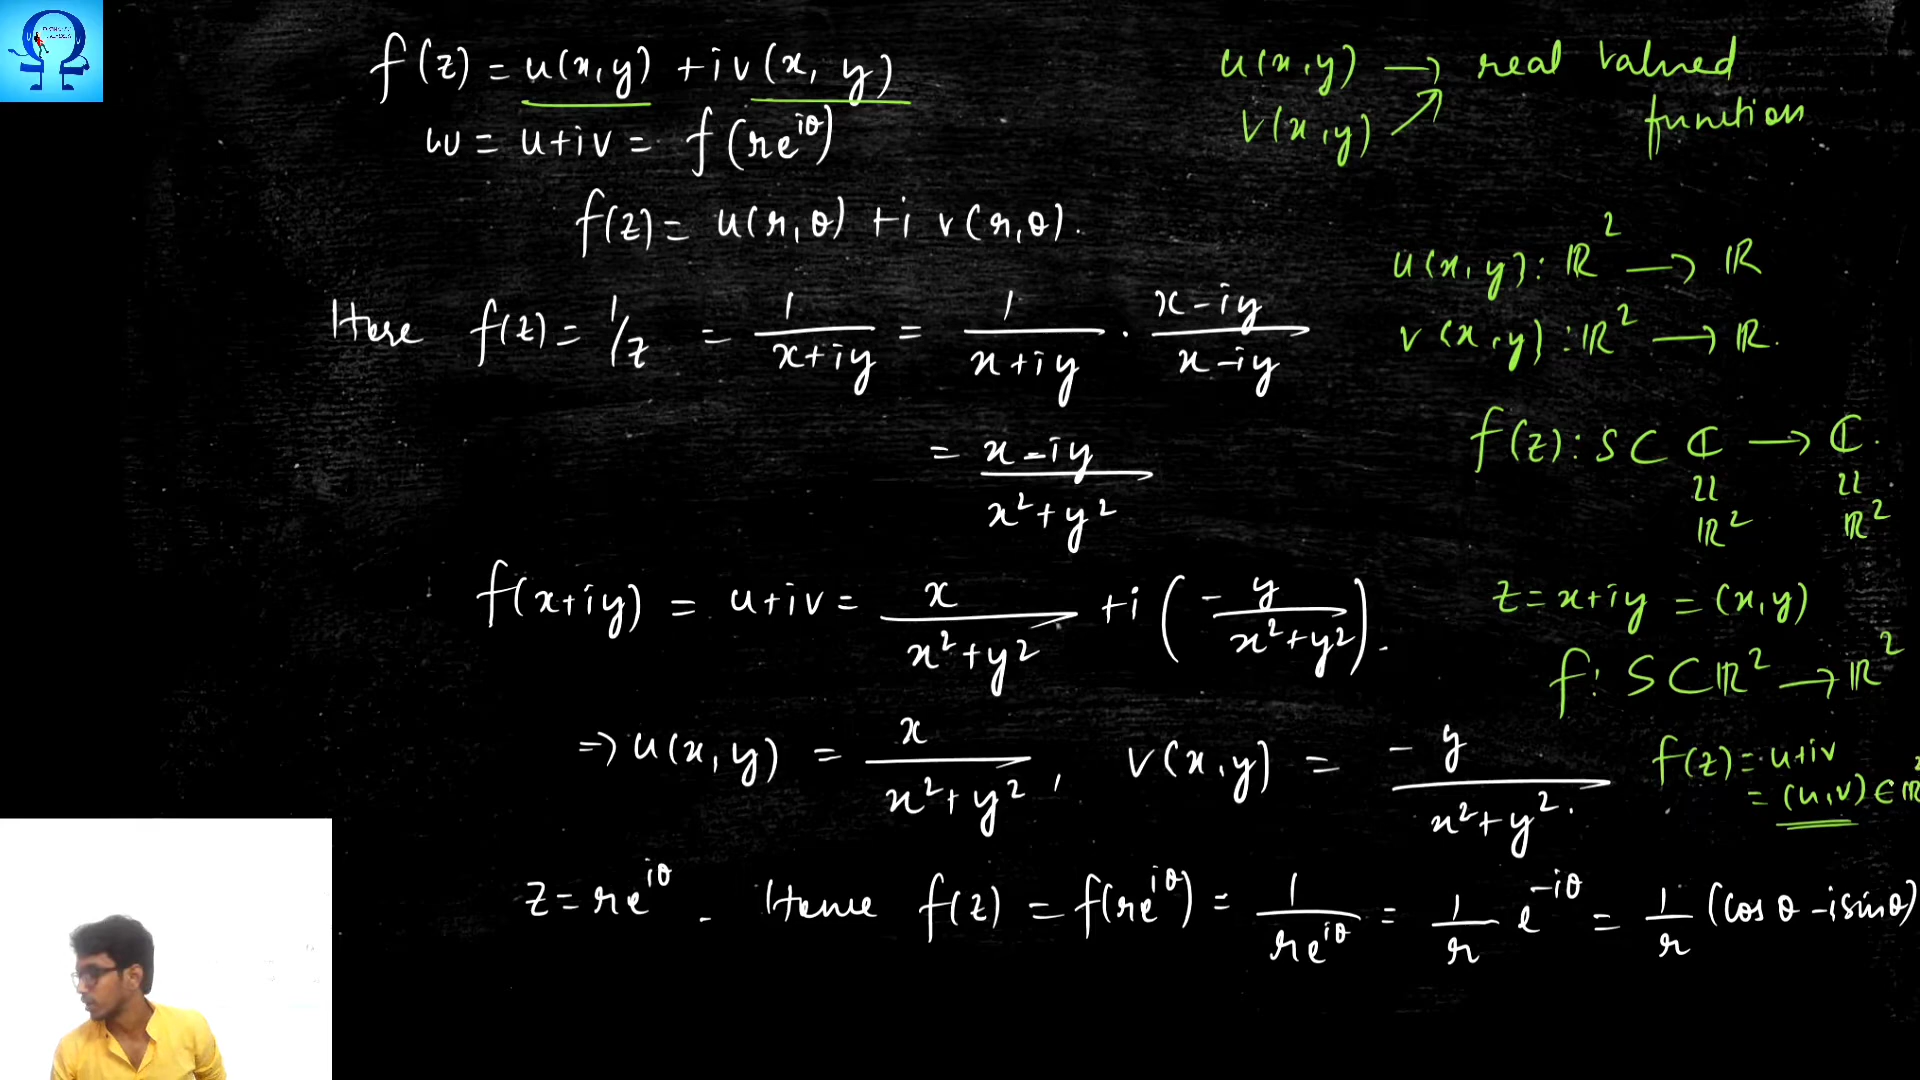 f(z) = u(x,y) + iv(x, y)
w = u+iv = f(re^{iθ})
f(z) = u(r,θ) + i v(r,θ).
Here f(z) = 1/z = 1/(x+iy) = 1/(x+iy) · (x-iy)/(x-iy)
= (x-iy)/(x²+y²)
f(x+iy) = u+iv = x/(x²+y²) + i(-y/(x²+y²)).
⇒ u(x,y) = x/(x²+y²), v(x,y) = -y/(x²+y²).
z = re^{iθ}. Hence f(z) = f(re^{iθ}) = 1/(re^{iθ}) = 1/r e^{-iθ} = 1/r (cos θ - i sin θ)
u(x,y) → real valued
v(x,y) ↗ function
u(x,y): ℝ² → ℝ
v(x,y): ℝ² → ℝ.
f(z): S ⊂ ℂ → ℂ.
≀≀ ≀≀
ℝ² ℝ²
z = x+iy = (x,y)
f: S ⊂ ℝ² → ℝ²
f(z) = u+iv
= (u,v) ∈ ℝ²